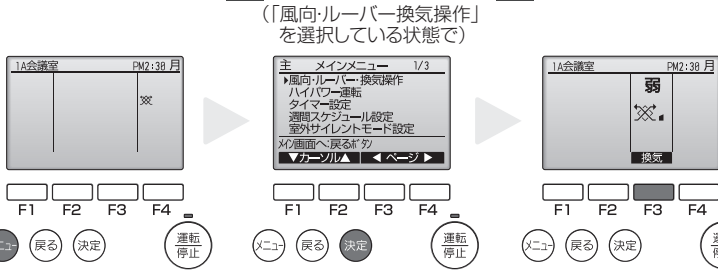 (「風向・ルーバー換気操作」
を選択している状態で)
1A会議室 PM2:30 月
F1 F2 F3 F4
戻る 決定 運転
停止
主 メインメニュー 1/3
▶風向・ルーバー・換気操作
ハイパワー運転
タイマー設定
週間スケジュール設定
室外サイレントモード設定
メイン画面へ:戻るボタン
▼カーソル▲ ◀ ページ ▶
F1 F2 F3 F4
メニュー 戻る 決定 運転
停止
1A会議室 PM2:30 月
弱
換気
F1 F2 F3 F4
メニュー 戻る 決定